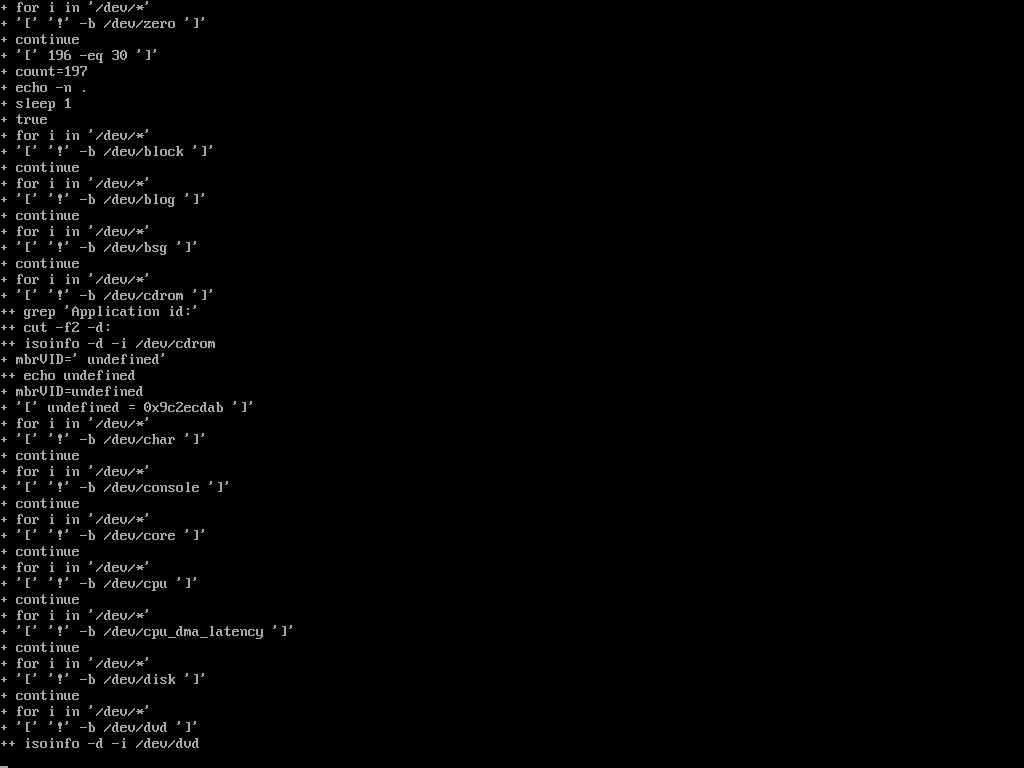 + for i in '/dev/*'
+ '[' '!' -b /dev/zero ']'
+ continue
+ '[' 196 -eq 30 ']'
+ count=197
+ echo -n .
+ sleep 1
+ true
+ for i in '/dev/*'
+ '[' '!' -b /dev/block ']'
+ continue
+ for i in '/dev/*'
+ '[' '!' -b /dev/blog ']'
+ continue
+ for i in '/dev/*'
+ '[' '!' -b /dev/bsg ']'
+ continue
+ for i in '/dev/*'
+ '[' '!' -b /dev/cdrom ']'
++ grep 'Application id:'
++ cut -f2 -d:
++ isoinfo -d -i /dev/cdrom
+ mbrVID=' undefined'
++ echo undefined
+ mbrVID=undefined
+ '[' undefined = 0x9c2ecdab ']'
+ for i in '/dev/*'
+ '[' '!' -b /dev/char ']'
+ continue
+ for i in '/dev/*'
+ '[' '!' -b /dev/console ']'
+ continue
+ for i in '/dev/*'
+ '[' '!' -b /dev/core ']'
+ continue
+ for i in '/dev/*'
+ '[' '!' -b /dev/cpu ']'
+ continue
+ for i in '/dev/*'
+ '[' '!' -b /dev/cpu_dma_latency ']'
+ continue
+ for i in '/dev/*'
+ '[' '!' -b /dev/disk ']'
+ continue
+ for i in '/dev/*'
+ '[' '!' -b /dev/dvd ']'
++ isoinfo -d -i /dev/dvd